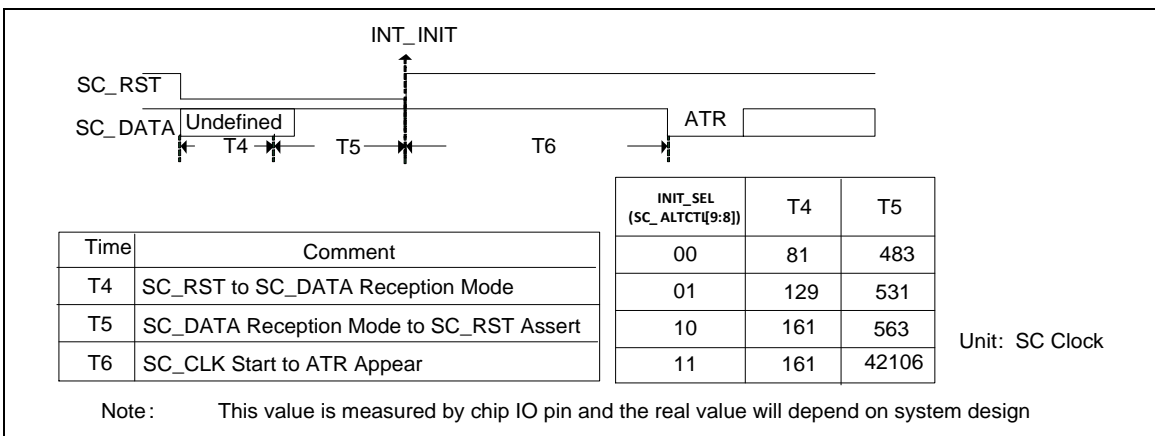 INT_INIT
SC_RST
SC_DATA Undefined ATR
T4 T5 T6
INIT_SEL (SC_ALTCTL[9:8]) T4 T5
00 81 483
01 129 531
10 161 563
11 161 42106
Unit: SC Clock
Time Comment
T4 SC_RST to SC_DATA Reception Mode
T5 SC_DATA Reception Mode to SC_RST Assert
T6 SC_CLK Start to ATR Appear
Note: This value is measured by chip IO pin and the real value will depend on system design